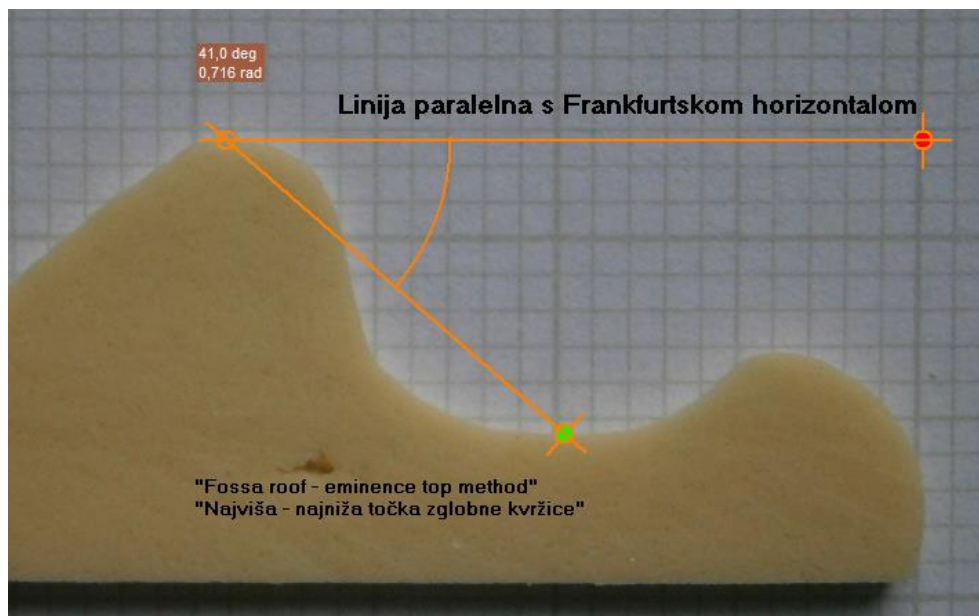 41,0 deg
0,716 rad
Linija paralelna s Frankfurtskom horizontalom
"Fossa roof - eminence top method"
"Najviša - najniža točka zglobne kvržice"